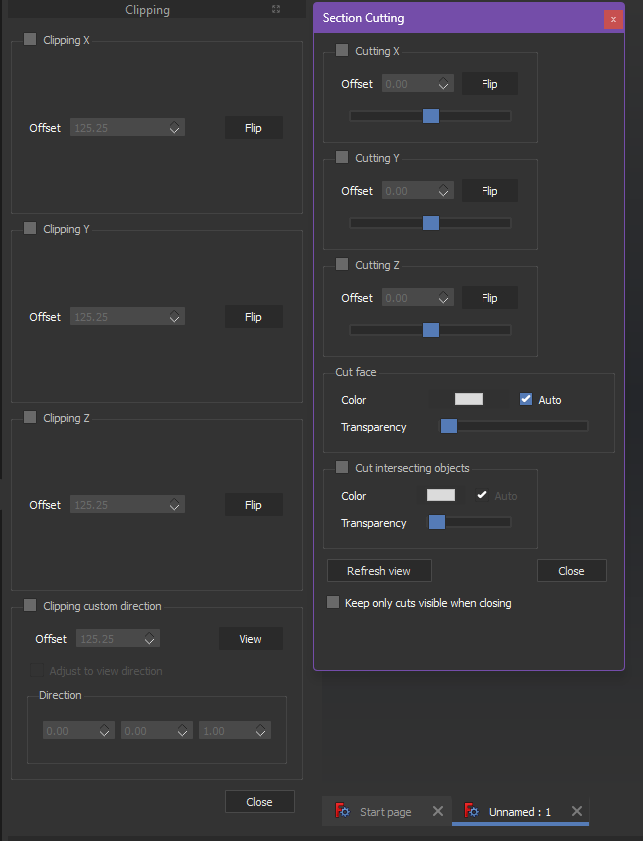 Clipping
Clipping X
Offset 125.25 Flip
Clipping Y
Offset 125.25 Flip
Clipping Z
Offset 125.25 Flip
Clipping custom direction
Offset 125.25 View
Adjust to view direction
Direction
0.00 0.00 1.00
Close
Section Cutting x
Cutting X
Offset 0.00 Flip
Cutting Y
Offset 0.00 Flip
Cutting Z
Offset 0.00 Flip
Cut face
Color Auto
Transparency
Cut intersecting objects
Color Auto
Transparency
Refresh view Close
Keep only cuts visible when closing
Start page Unnamed : 1